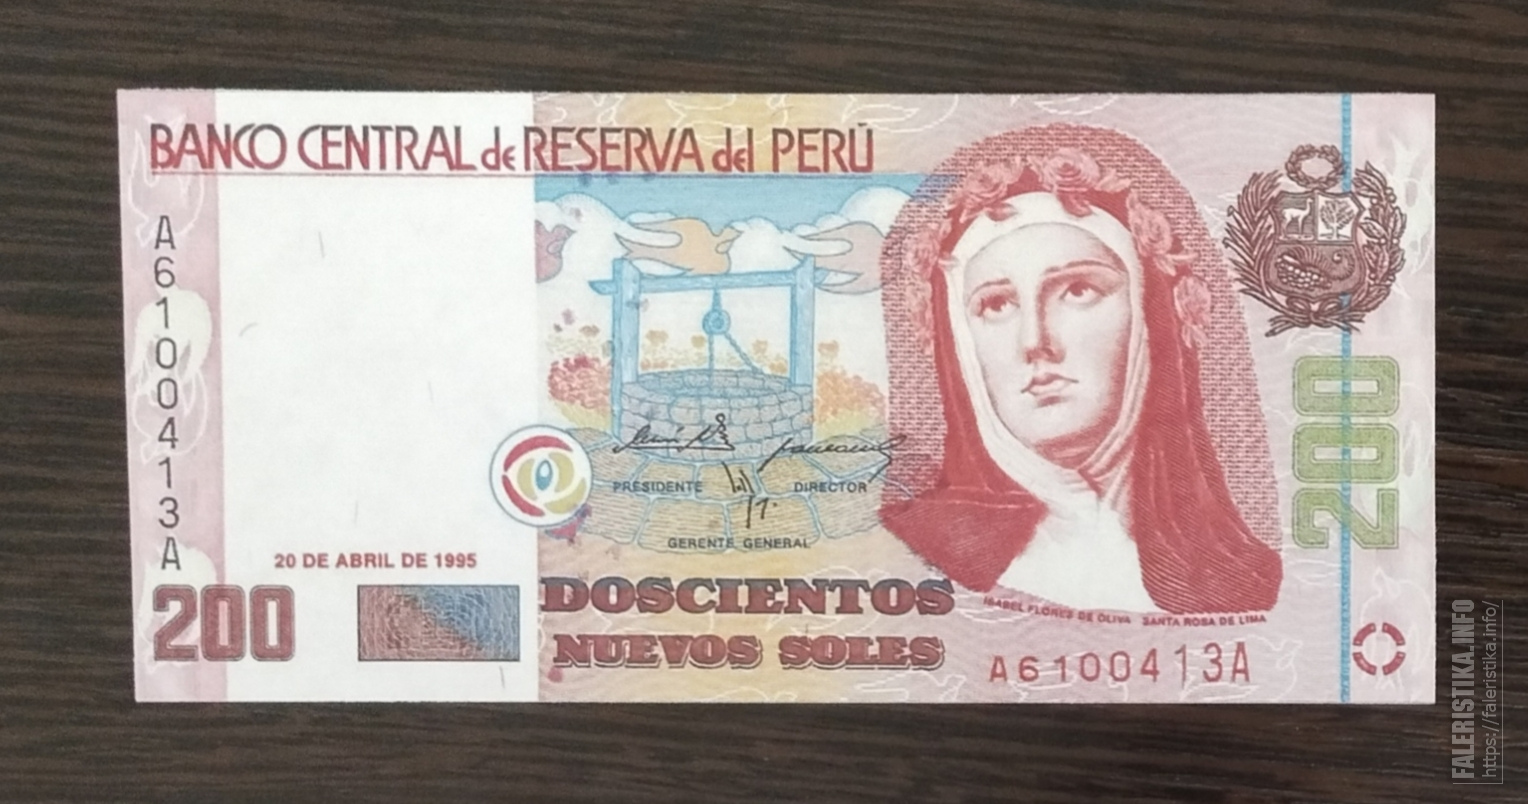 BANCO CENTRAL de RESERVA del PERÚ
A6100413A
PRESIDENTE
DIRECTOR
GERENTE GENERAL
20 DE ABRIL DE 1995
200
DOSCIENTOS
NUEVOS SOLES
ISABEL FLORES DE OLIVA SANTA ROSA DE LIMA
A6100413A
200
FALERISTIKA.INFO
https://faleristika.info/